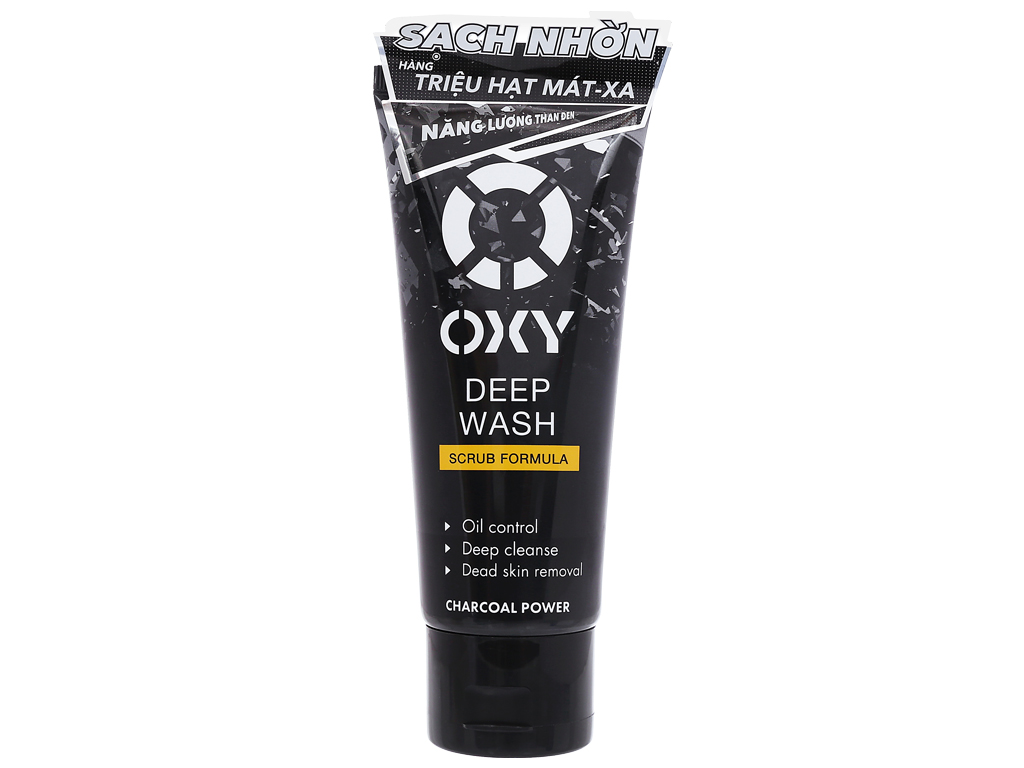 SẠCH NHỜN
HÀNG
TRIỆU HẠT MÁT-XA
NĂNG LƯỢNG THAN ĐEN
OXY
DEEP
WASH
SCRUB FORMULA
Oil control
Deep cleanse
Dead skin removal
CHARCOAL POWER